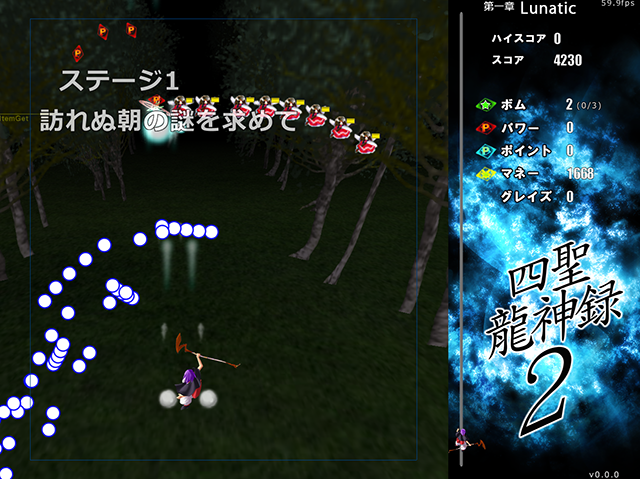 第一章 Lunatic
59.9fps
ハイスコア 0
スコア 4230
ボム 2 (0/3)
パワー 0
ポイント 0
マネー 1668
グレイズ 0
P P P
ステージ1
訪れぬ朝の謎を求めて
ItemGet
四聖
龍神録
2
v0.0.0